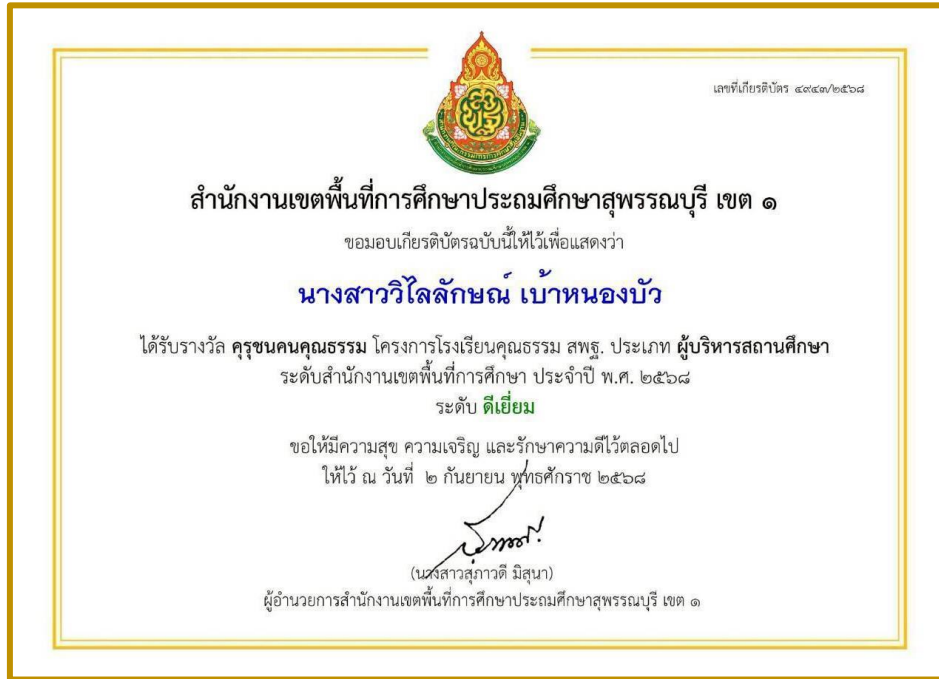 เลขที่เกียรติบัตร ๔๙๔๓/๒๕๖๘
สำนักงานเขตพื้นที่การศึกษาประถมศึกษาสุพรรณบุรี เขต ๑
ขอมอบเกียรติบัตรฉบับนี้ให้ไว้เพื่อแสดงว่า
นางสาววิไลลักษณ์ เบ้าหนองบัว
ได้รับรางวัล คุรุชนคนคุณธรรม โครงการโรงเรียนคุณธรรม สพฐ. ประเภท ผู้บริหารสถานศึกษา
ระดับสำนักงานเขตพื้นที่การศึกษา ประจำปี พ.ศ. ๒๕๖๘
ระดับ ดีเยี่ยม
ขอให้มีความสุข ความเจริญ และรักษาความดีไว้ตลอดไป
ให้ไว้ ณ วันที่ ๒ กันยายน พุทธศักราช ๒๕๖๘
(นางสาวสุภาวดี มิสุนา)
ผู้อำนวยการสำนักงานเขตพื้นที่การศึกษาประถมศึกษาสุพรรณบุรี เขต ๑